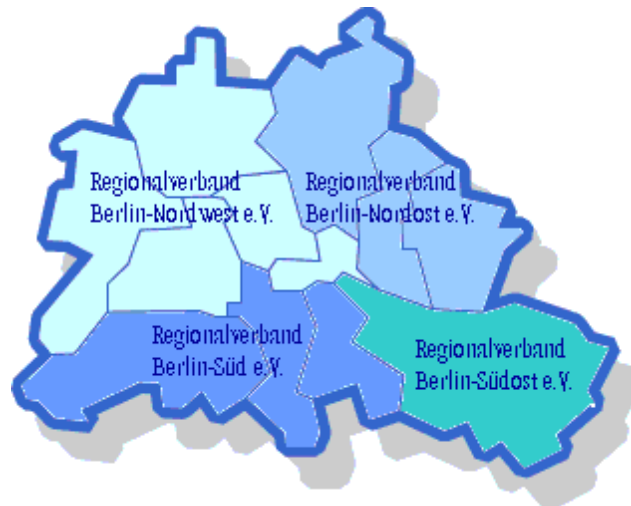 Regionalverband
Berlin-Nordwest e.V.
Regionalverband
Berlin-Nordost e.V.
Regionalverband
Berlin-Süd e.V.
Regionalverband
Berlin-Südost e.V.